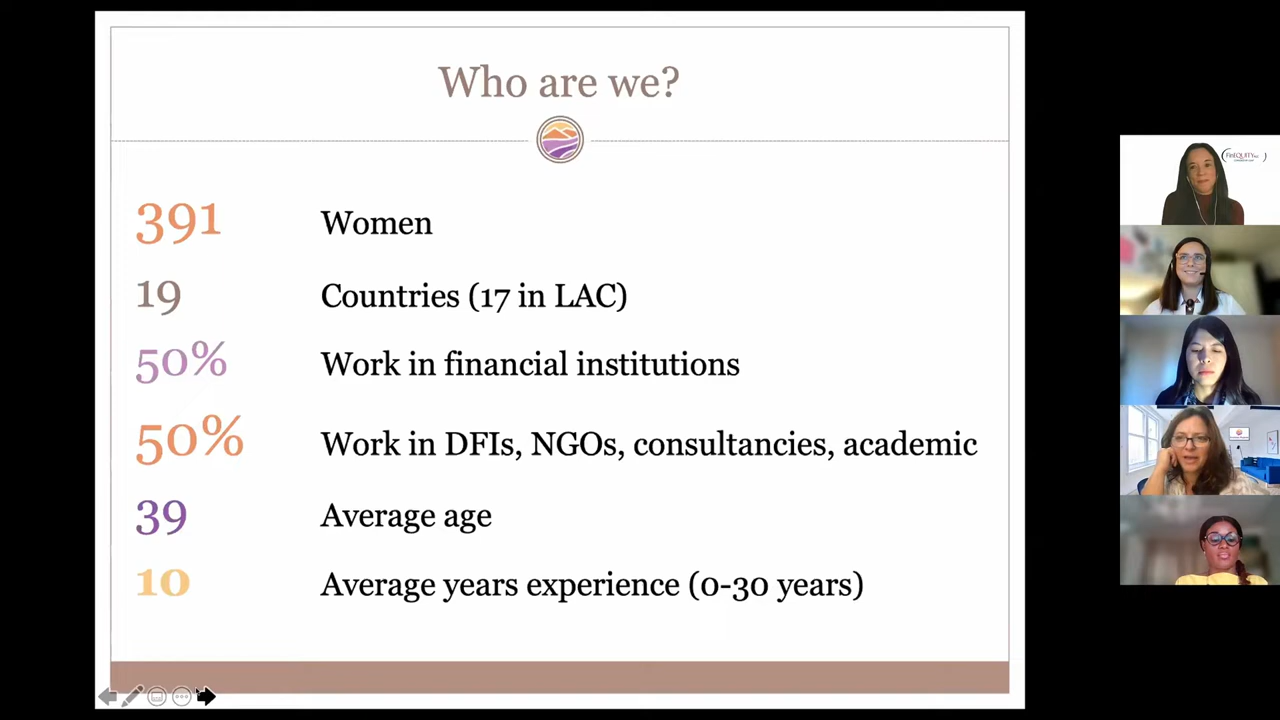 Who are we?
391 Women
19 Countries (17 in LAC)
50% Work in financial institutions
50% Work in DFIs, NGOs, consultancies, academic
39 Average age
10 Average years experience (0-30 years)
FinEQUITY